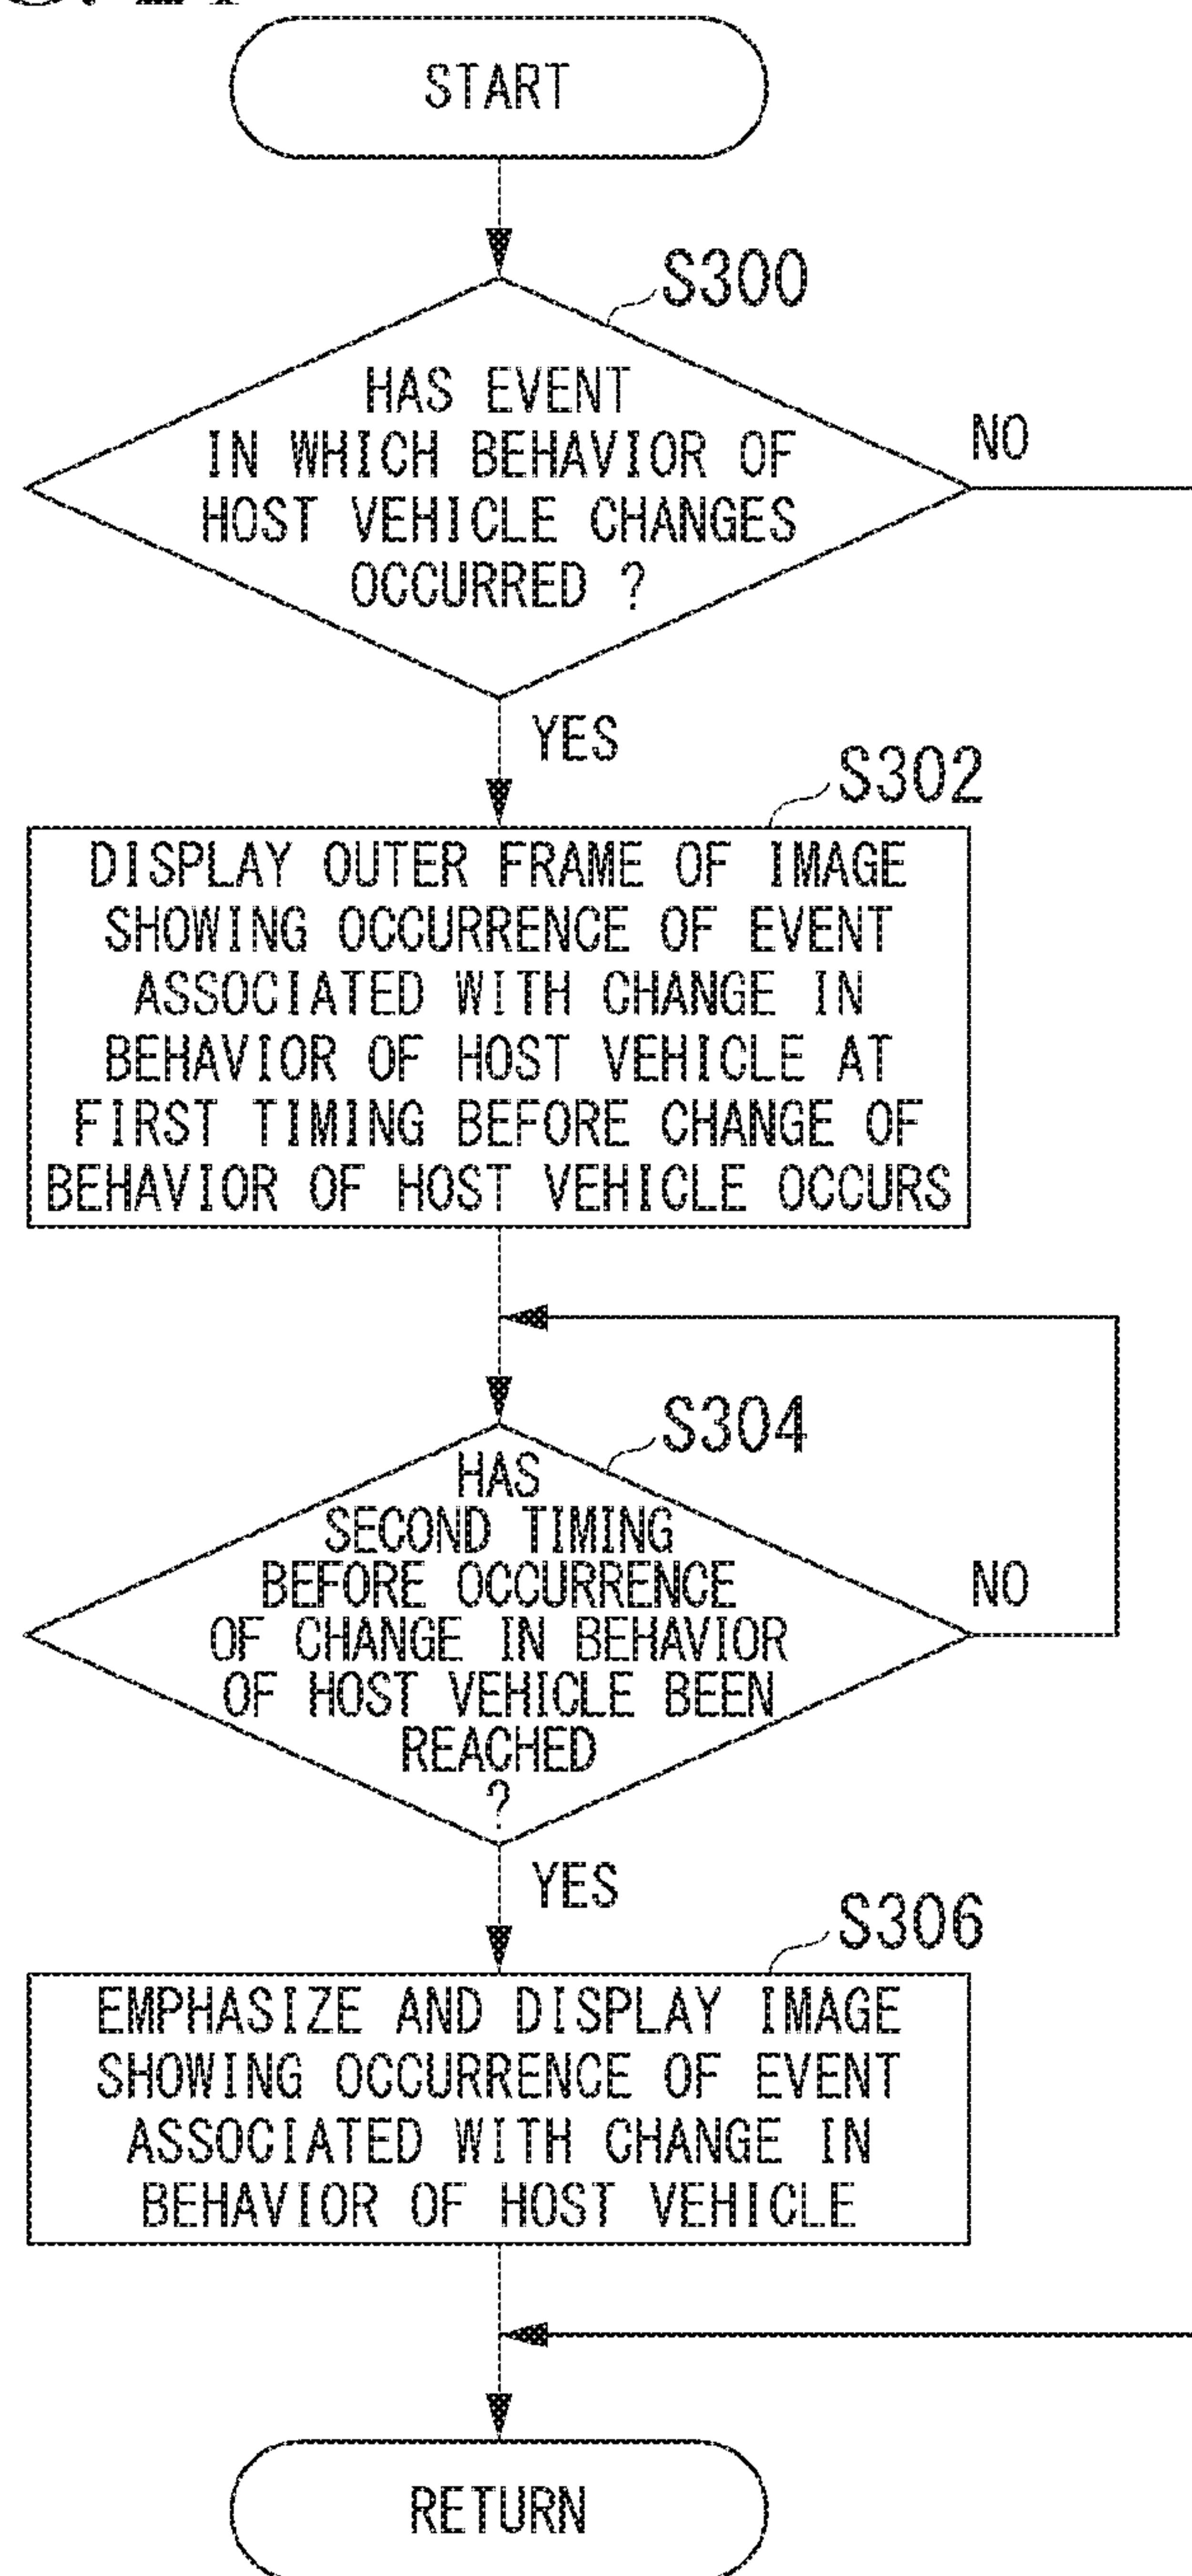 START
S300
HAS EVENT
IN WHICH BEHAVIOR OF
HOST VEHICLE CHANGES
OCCURRED ?
NO
YES
S302
DISPLAY OUTER FRAME OF IMAGE
SHOWING OCCURRENCE OF EVENT
ASSOCIATED WITH CHANGE IN
BEHAVIOR OF HOST VEHICLE AT
FIRST TIMING BEFORE CHANGE OF
BEHAVIOR OF HOST VEHICLE OCCURS
S304
HAS
SECOND TIMING
BEFORE OCCURRENCE
OF CHANGE IN BEHAVIOR
OF HOST VEHICLE BEEN
REACHED
?
NO
YES
S306
EMPHASIZE AND DISPLAY IMAGE
SHOWING OCCURRENCE OF EVENT
ASSOCIATED WITH CHANGE IN
BEHAVIOR OF HOST VEHICLE
RETURN